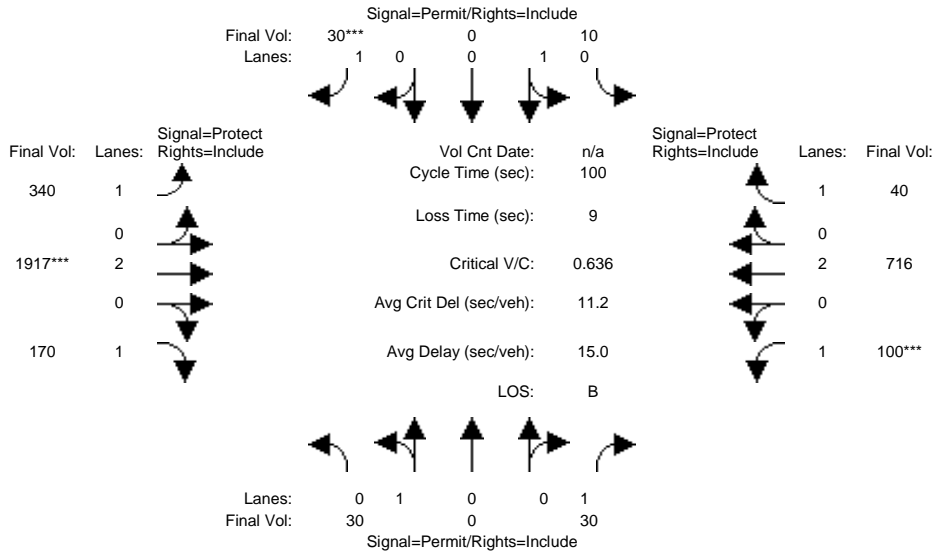 Signal=Permit/Rights=Include
Final Vol: 30*** 0 10
Lanes: 1 0 0 1 0
Signal=Protect
Final Vol: Lanes: Rights=Include
Vol Cnt Date: n/a
Signal=Protect
Rights=Include Lanes: Final Vol:
Cycle Time (sec): 100
340 1
1 40
Loss Time (sec): 9
0
0
1917*** 2
Critical V/C: 0.636
2 716
0
Avg Crit Del (sec/veh): 11.2
0
170 1
Avg Delay (sec/veh): 15.0
1 100***
LOS: B
Lanes: 0 1 0 0 1
Final Vol: 30 0 30
Signal=Permit/Rights=Include